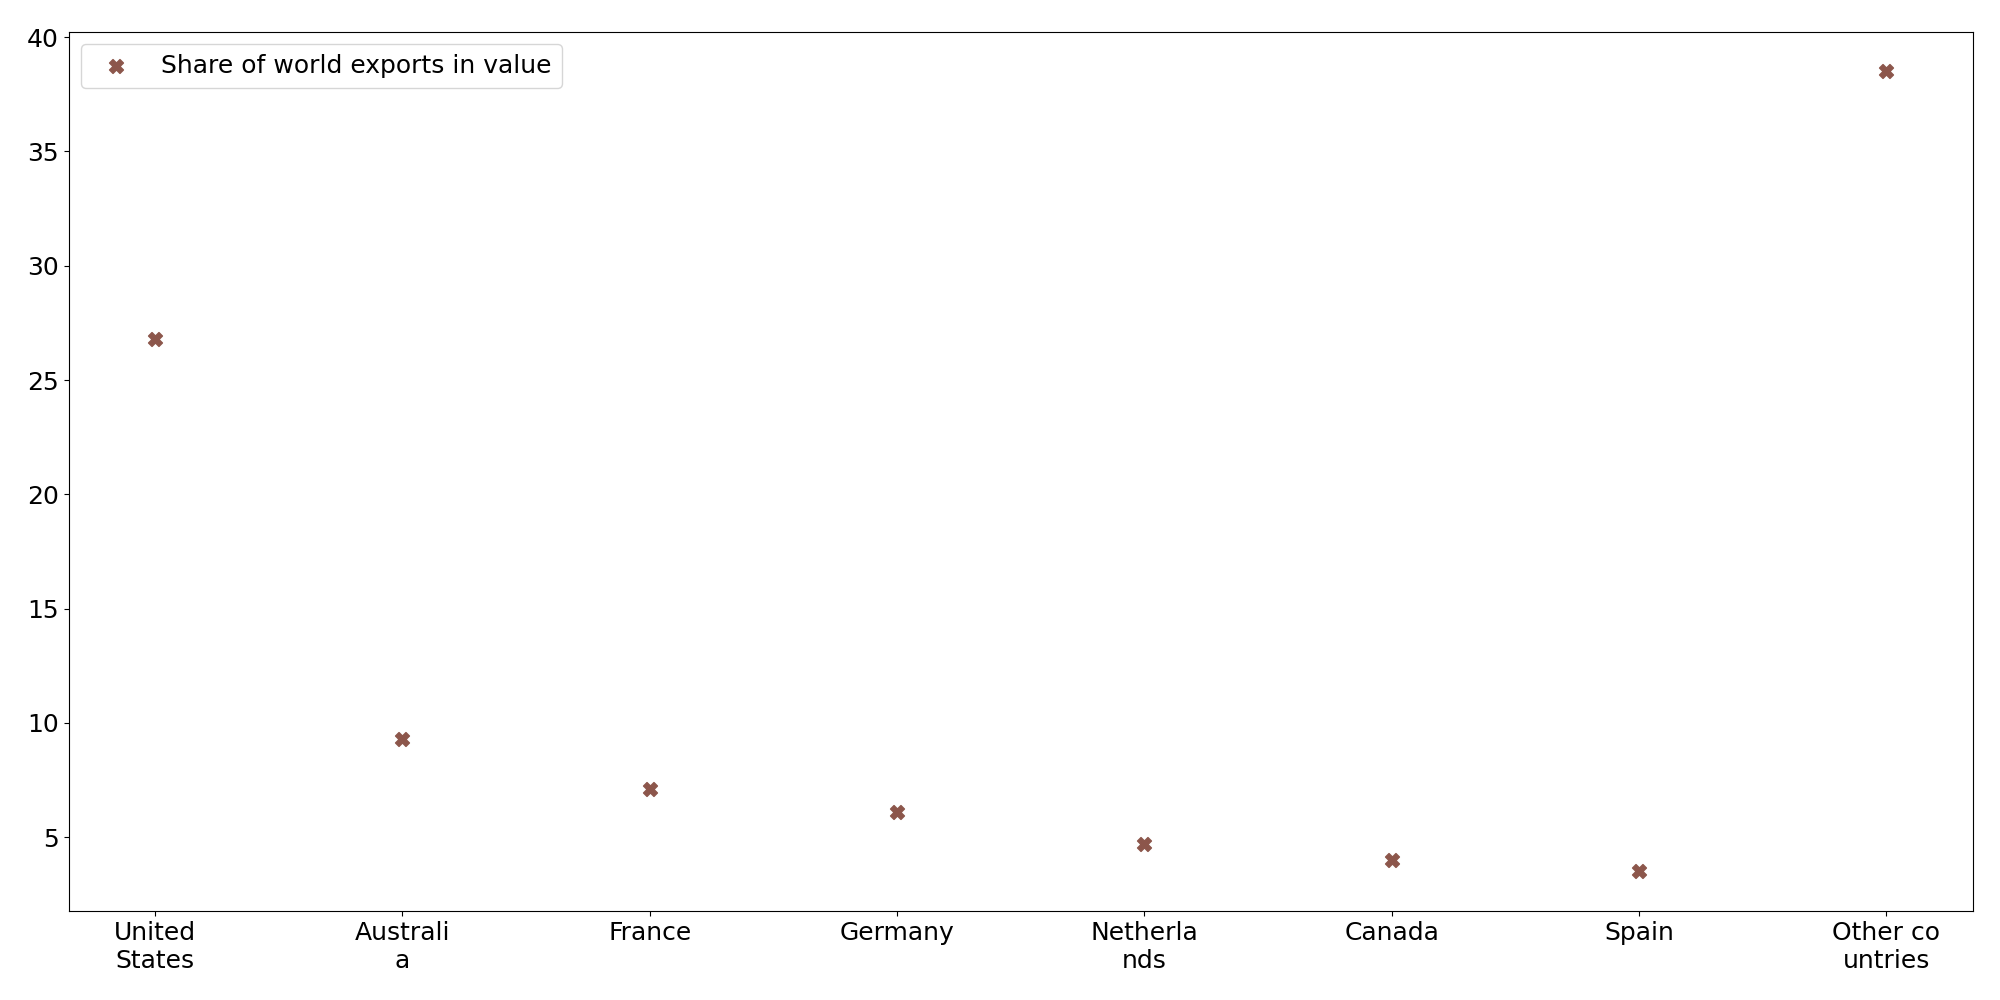 40
Share of world exports in value
35
30
25
20
15
10
5
United
States
Australi
a
France
Germany
Netherla
nds
Canada
Spain
Other co
untries